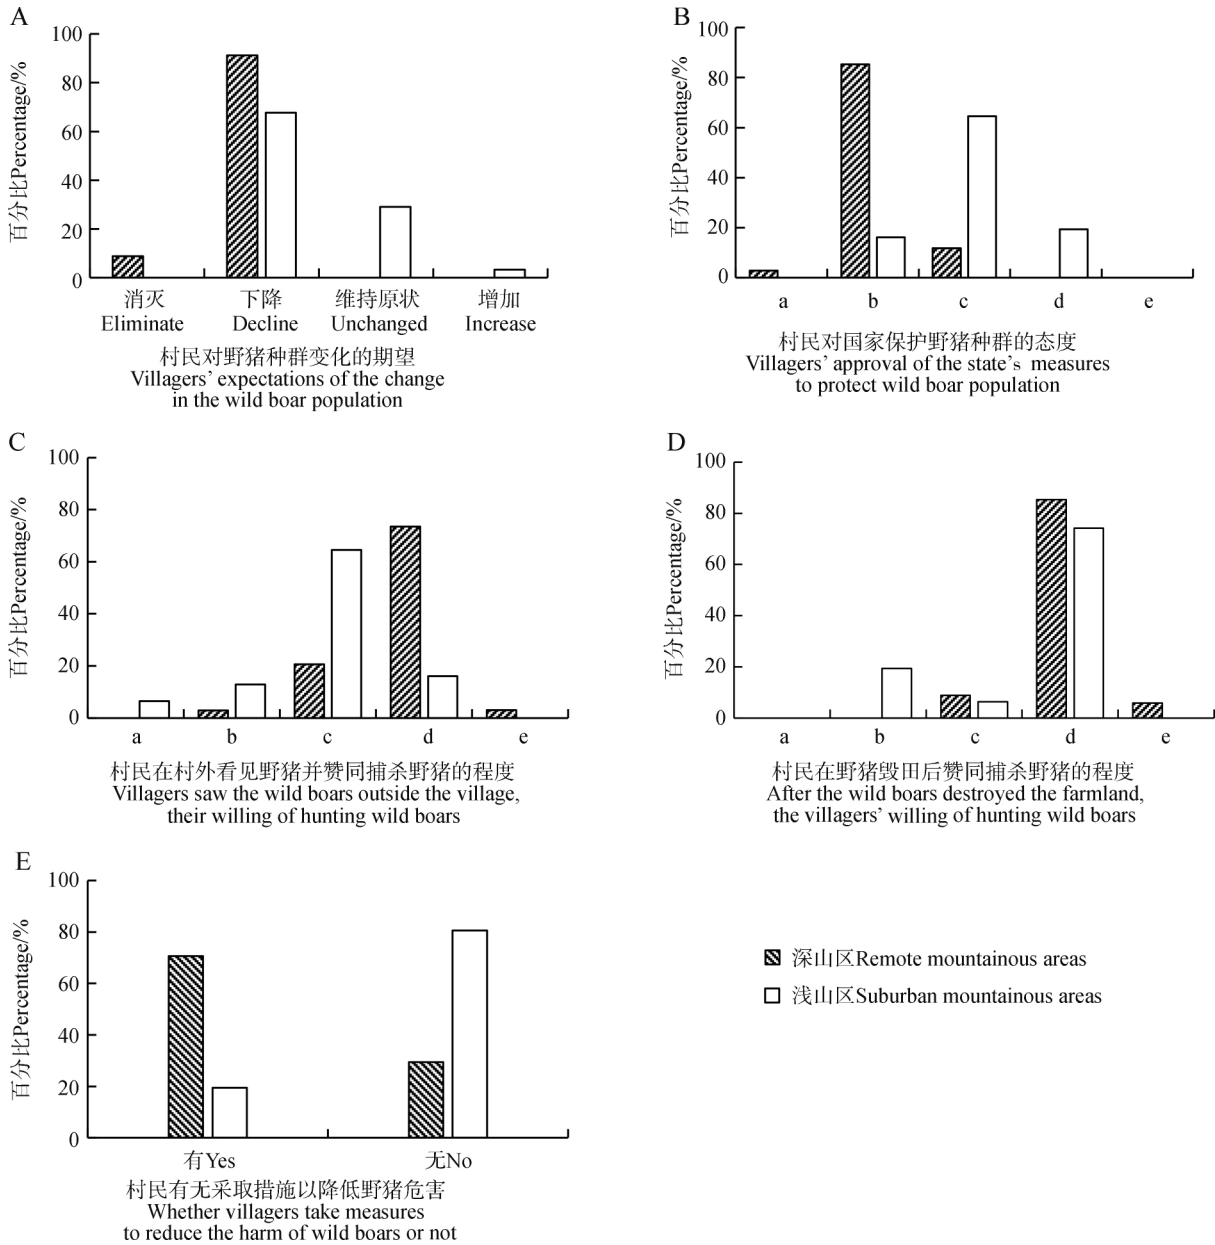 A
百分比Percentage/%
100
80
60
40
20
0
消灭 下降 维持原状 增加
Eliminate Decline Unchanged Increase
村民对野猪种群变化的期望
Villagers' expectations of the change
in the wild boar population
B
百分比Percentage/%
100
80
60
40
20
0
a b c d e
村民对国家保护野猪种群的态度
Villagers' approval of the state's measures
to protect wild boar population
C
百分比Percentage/%
100
80
60
40
20
0
a b c d e
村民在村外看见野猪并赞同捕杀野猪的程度
Villagers saw the wild boars outside the village,
their willing of hunting wild boars
D
百分比Percentage/%
100
80
60
40
20
0
a b c d e
村民在野猪毁田后赞同捕杀野猪的程度
After the wild boars destroyed the farmland,
the villagers' willing of hunting wild boars
E
百分比Percentage/%
100
80
60
40
20
0
有Yes 无No
村民有无采取措施以降低野猪危害
Whether villagers take measures
to reduce the harm of wild boars or not
深山区Remote mountainous areas
浅山区Suburban mountainous areas